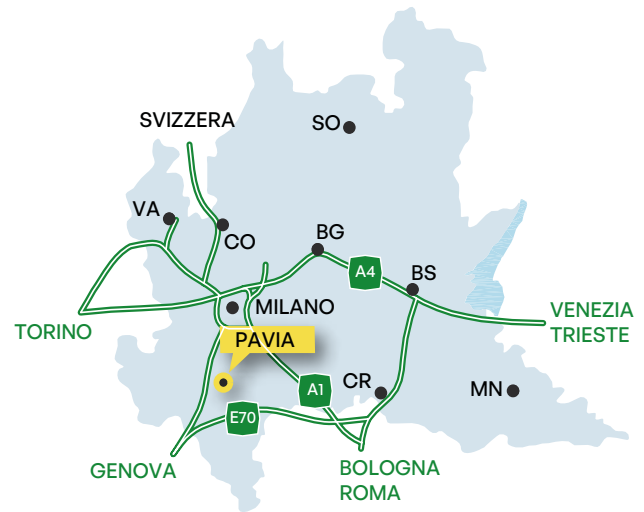 SVIZZERA
SO
VA
CO
BG
A4
BS
MILANO
VENEZIA
TRIESTE
TORINO
PAVIA
A1
CR
MN
E70
GENOVA
BOLOGNA
ROMA